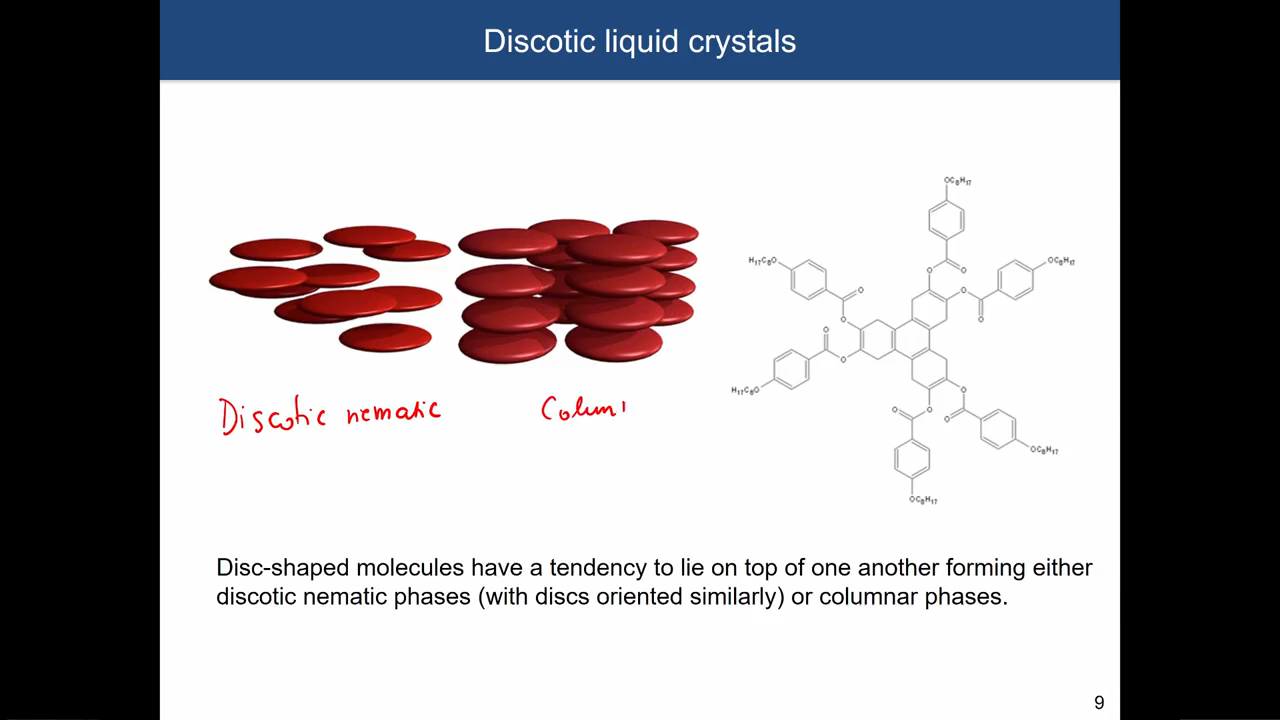 Discotic liquid crystals
OC8H17
H17C8O
OC8H17
O
O
O
O
O
O
O
O
H17C8O
O
O
O
O
OC8H17
OC8H17
Discotic nematic Colum
Disc-shaped molecules have a tendency to lie on top of one another forming either
discotic nematic phases (with discs oriented similarly) or columnar phases.
9